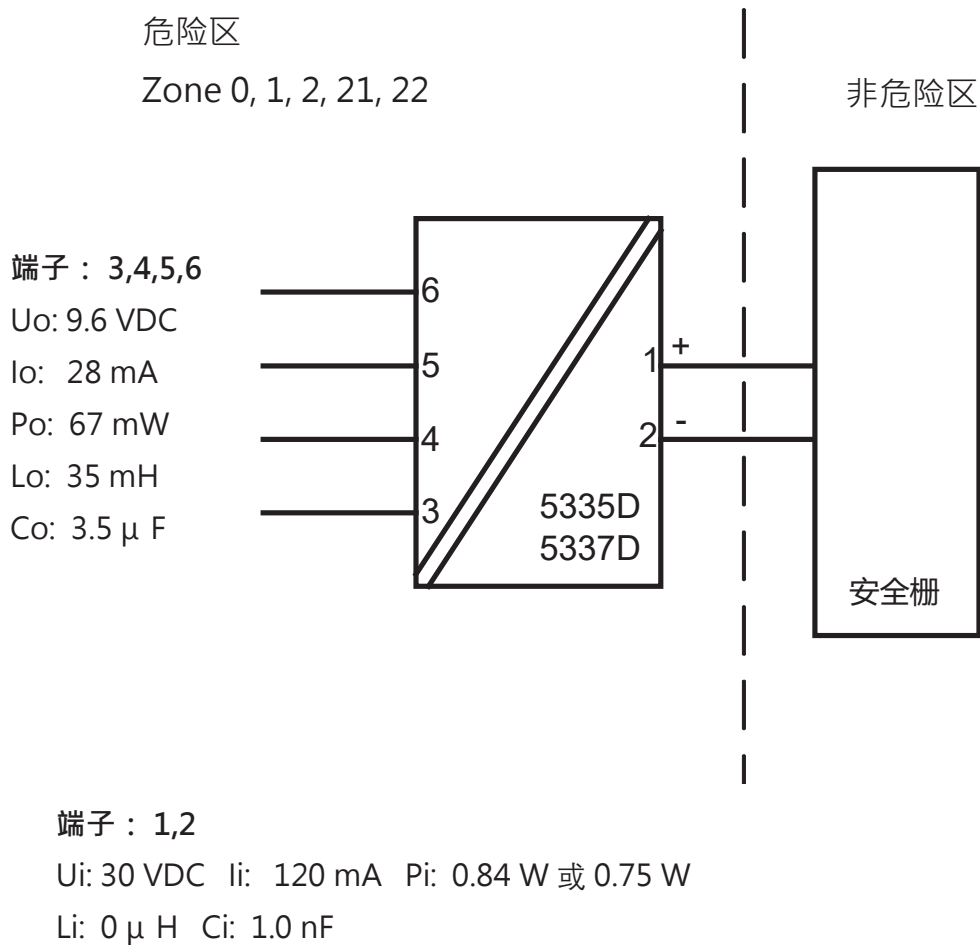 危险区
Zone 0, 1, 2, 21, 22
非危险区
端子： 3,4,5,6
Uo: 9.6 VDC
Io: 28 mA
Po: 67 mW
Lo: 35 mH
Co: 3.5 μ F
6
5
4
3
1
+
2
-
5335D
5337D
安全栅
端子： 1,2
Ui: 30 VDC Ii: 120 mA Pi: 0.84 W 或 0.75 W
Li: 0 μ H Ci: 1.0 nF